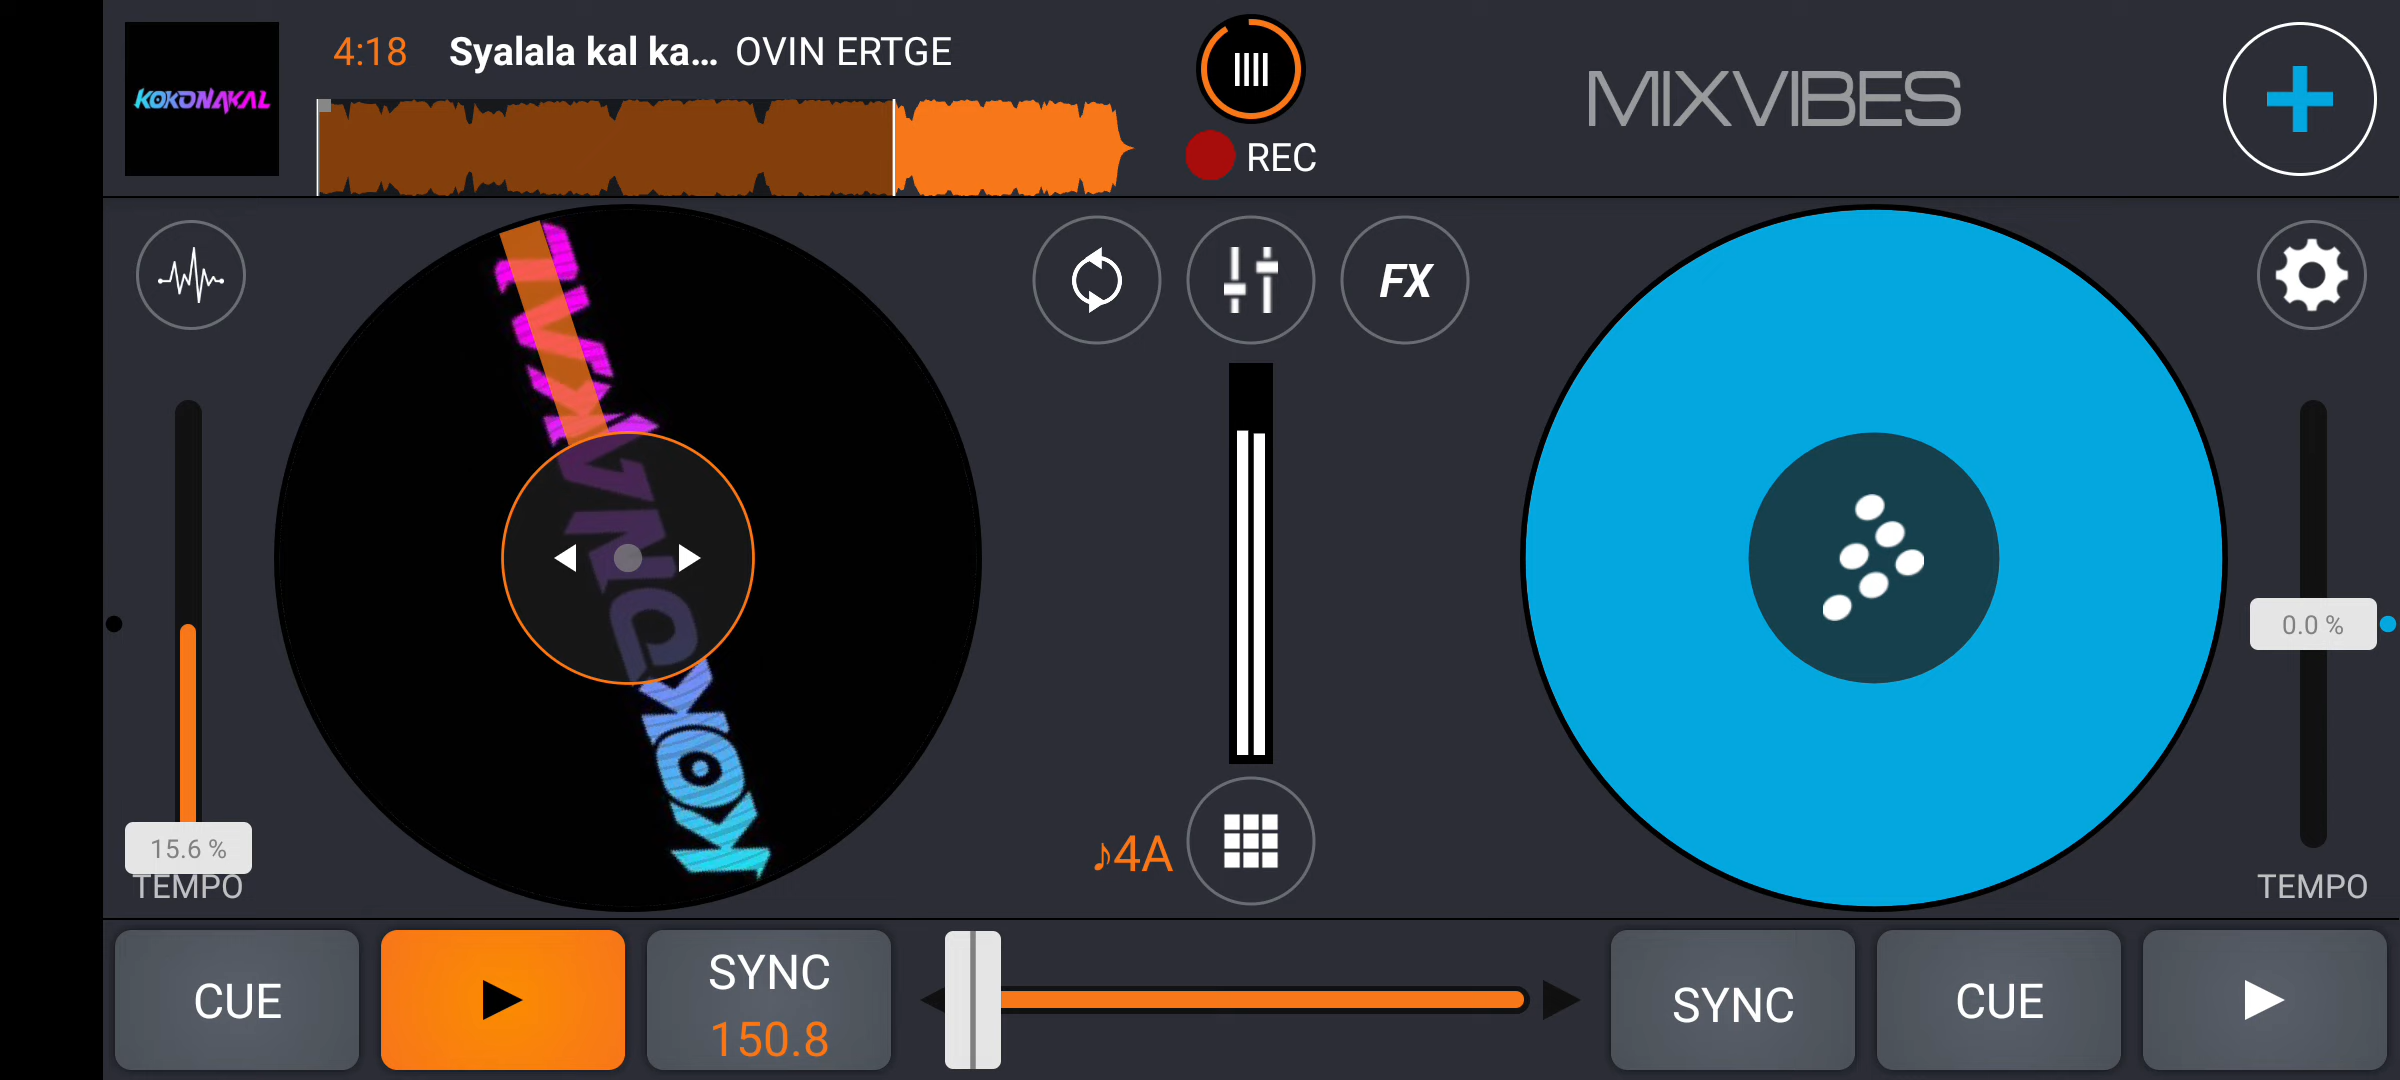 KOKONAKAL
4:18 Syalala kal ka... OVIN ERTGE
REC
MIXVIBES
FX
KOKONAKAL
0.0 %
15.6 %
TEMPO
♪4A
TEMPO
CUE
SYNC
150.8
SYNC
CUE